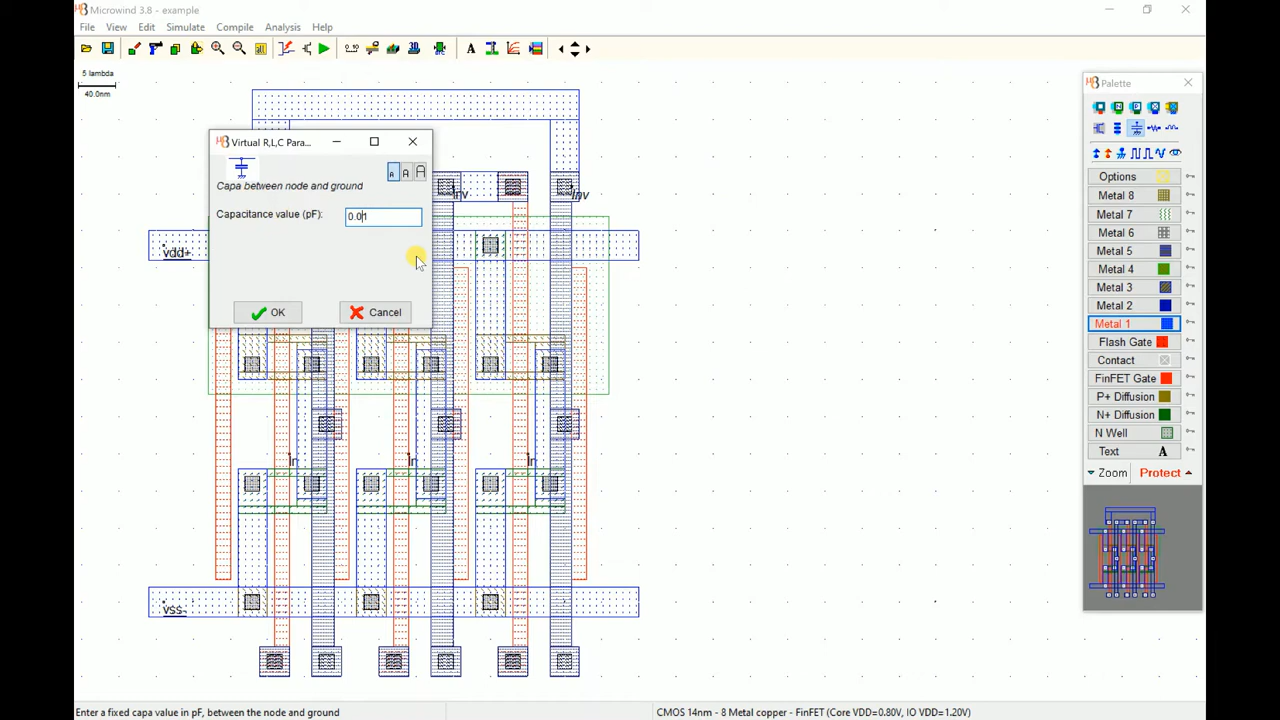 Microwind 3.8 - example
File View Edit Simulate Compile Analysis Help
5 lambda
40.0nm
Virtual R,L,C Para...
Capa between node and ground
Capacitance value (pF): 0.01
OK Cancel
Inv
Inv
vdd+
in
in
in
vss-
Palette
Options
Metal 8
Metal 7
Metal 6
Metal 5
Metal 4
Metal 3
Metal 2
Metal 1
Flash Gate
Contact
FinFET Gate
P+ Diffusion
N+ Diffusion
N Well
Text A
Zoom Protect
Enter a fixed capa value in pF, between the node and ground
CMOS 14nm - 8 Metal copper - FinFET (Core VDD=0.80V, IO VDD=1.20V)